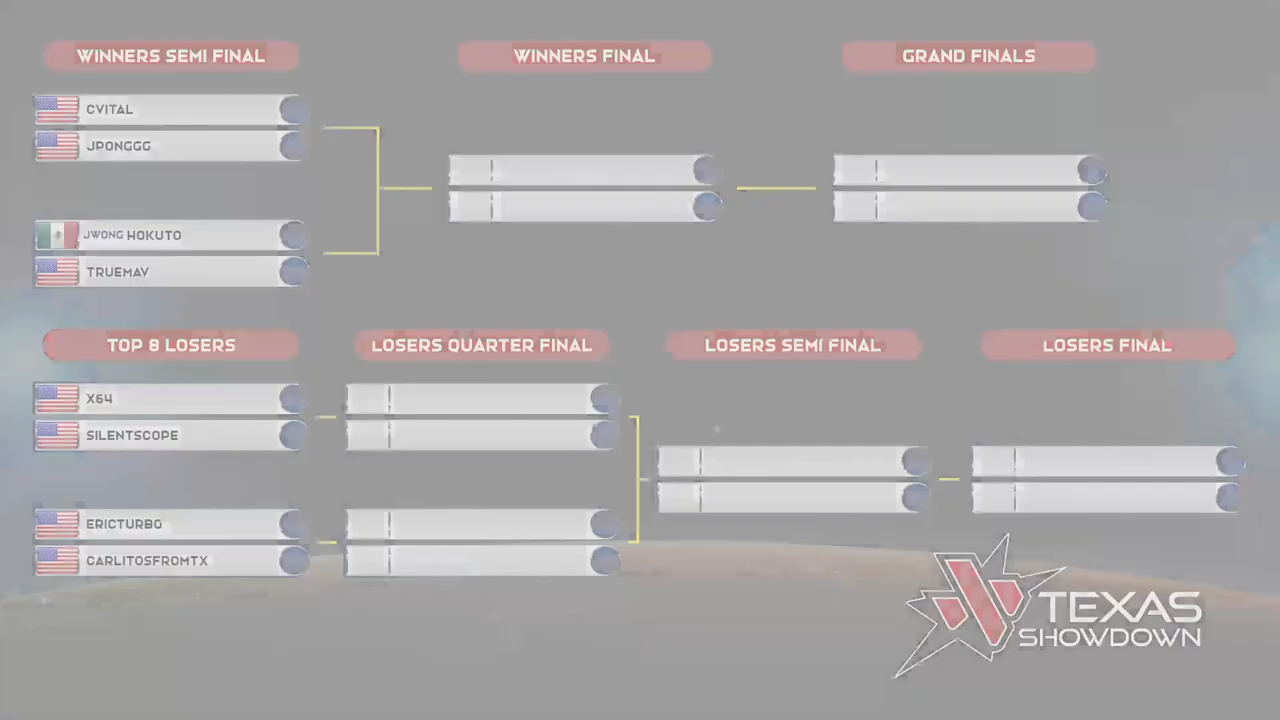 WINNERS SEMI FINAL
WINNERS FINAL
GRAND FINALS
CVITAL
JPONGGG
JWONG HOKUTO
TRUEMAV
TOP 8 LOSERS
LOSERS QUARTER FINAL
LOSERS SEMI FINAL
LOSERS FINAL
X64
SILENTSCOPE
ERICTURBO
CARLITOSFROMTX
TEXAS
SHOWDOWN